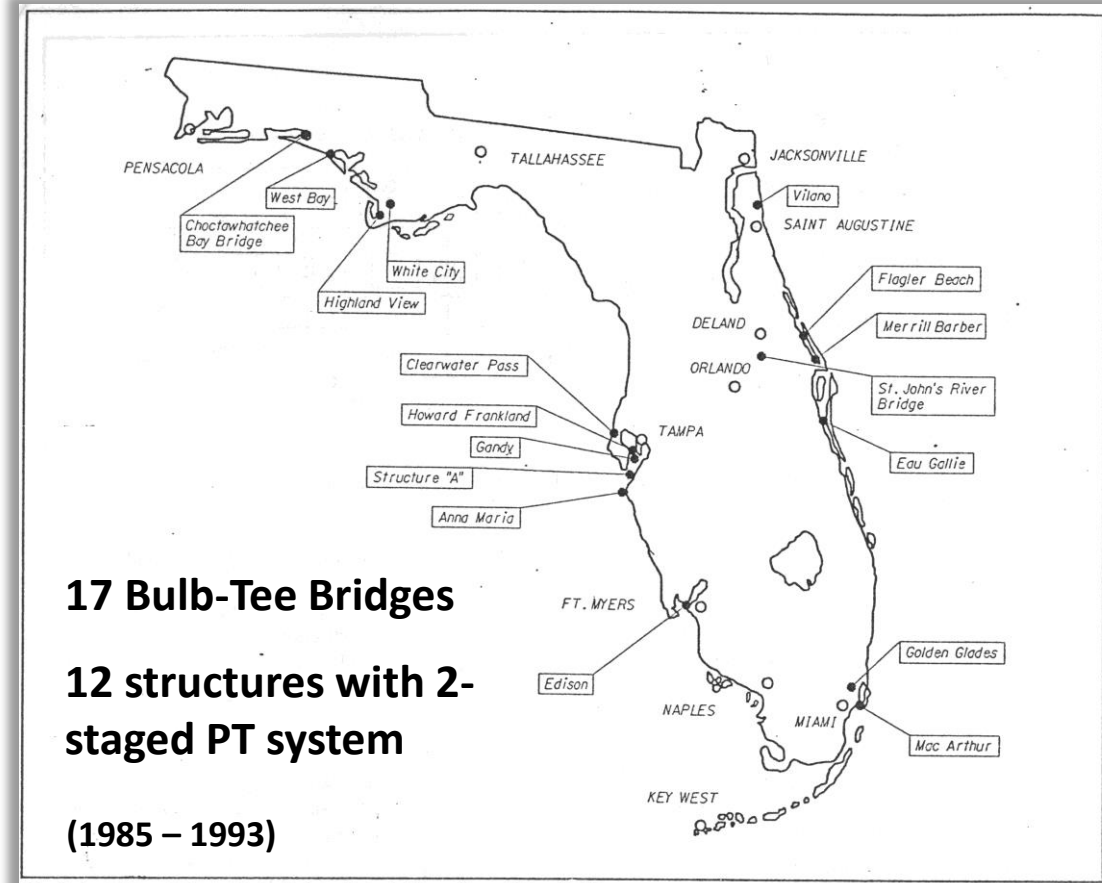 PENSACOLA
TALLAHASSEE
JACKSONVILLE
West Bay
Vilano
Choctawhatchee
Bay Bridge
SAINT AUGUSTINE
White City
Highland View
Flagler Beach
DELAND
Merrill Barber
Clearwater Pass
ORLANDO
St. John's River
Bridge
Howard Frankland
TAMPA
Gandy
Eau Gallie
Structure "A"
Anna Maria
17 Bulb-Tee Bridges
FT. MYERS
12 structures with 2-
staged PT system
Golden Glades
Edison
NAPLES
MIAMI
Mac Arthur
KEY WEST
(1985 – 1993)